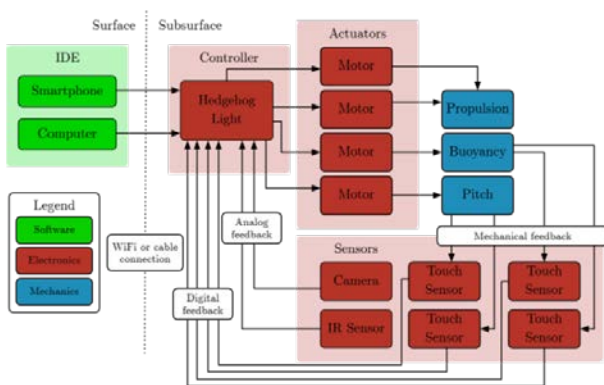 Surface
Subsurface
IDE
Smartphone
Computer
Controller
Hedgehog
Light
Actuators
Motor
Motor
Motor
Motor
Propulsion
Buoyancy
Pitch
Legend
Software
Electronics
Mechanics
WiFi or cable
connection
Analog
feedback
Digital
feedback
Mechanical feedback
Sensors
Camera
IR Sensor
Touch
Sensor
Touch
Sensor
Touch
Sensor
Touch
Sensor